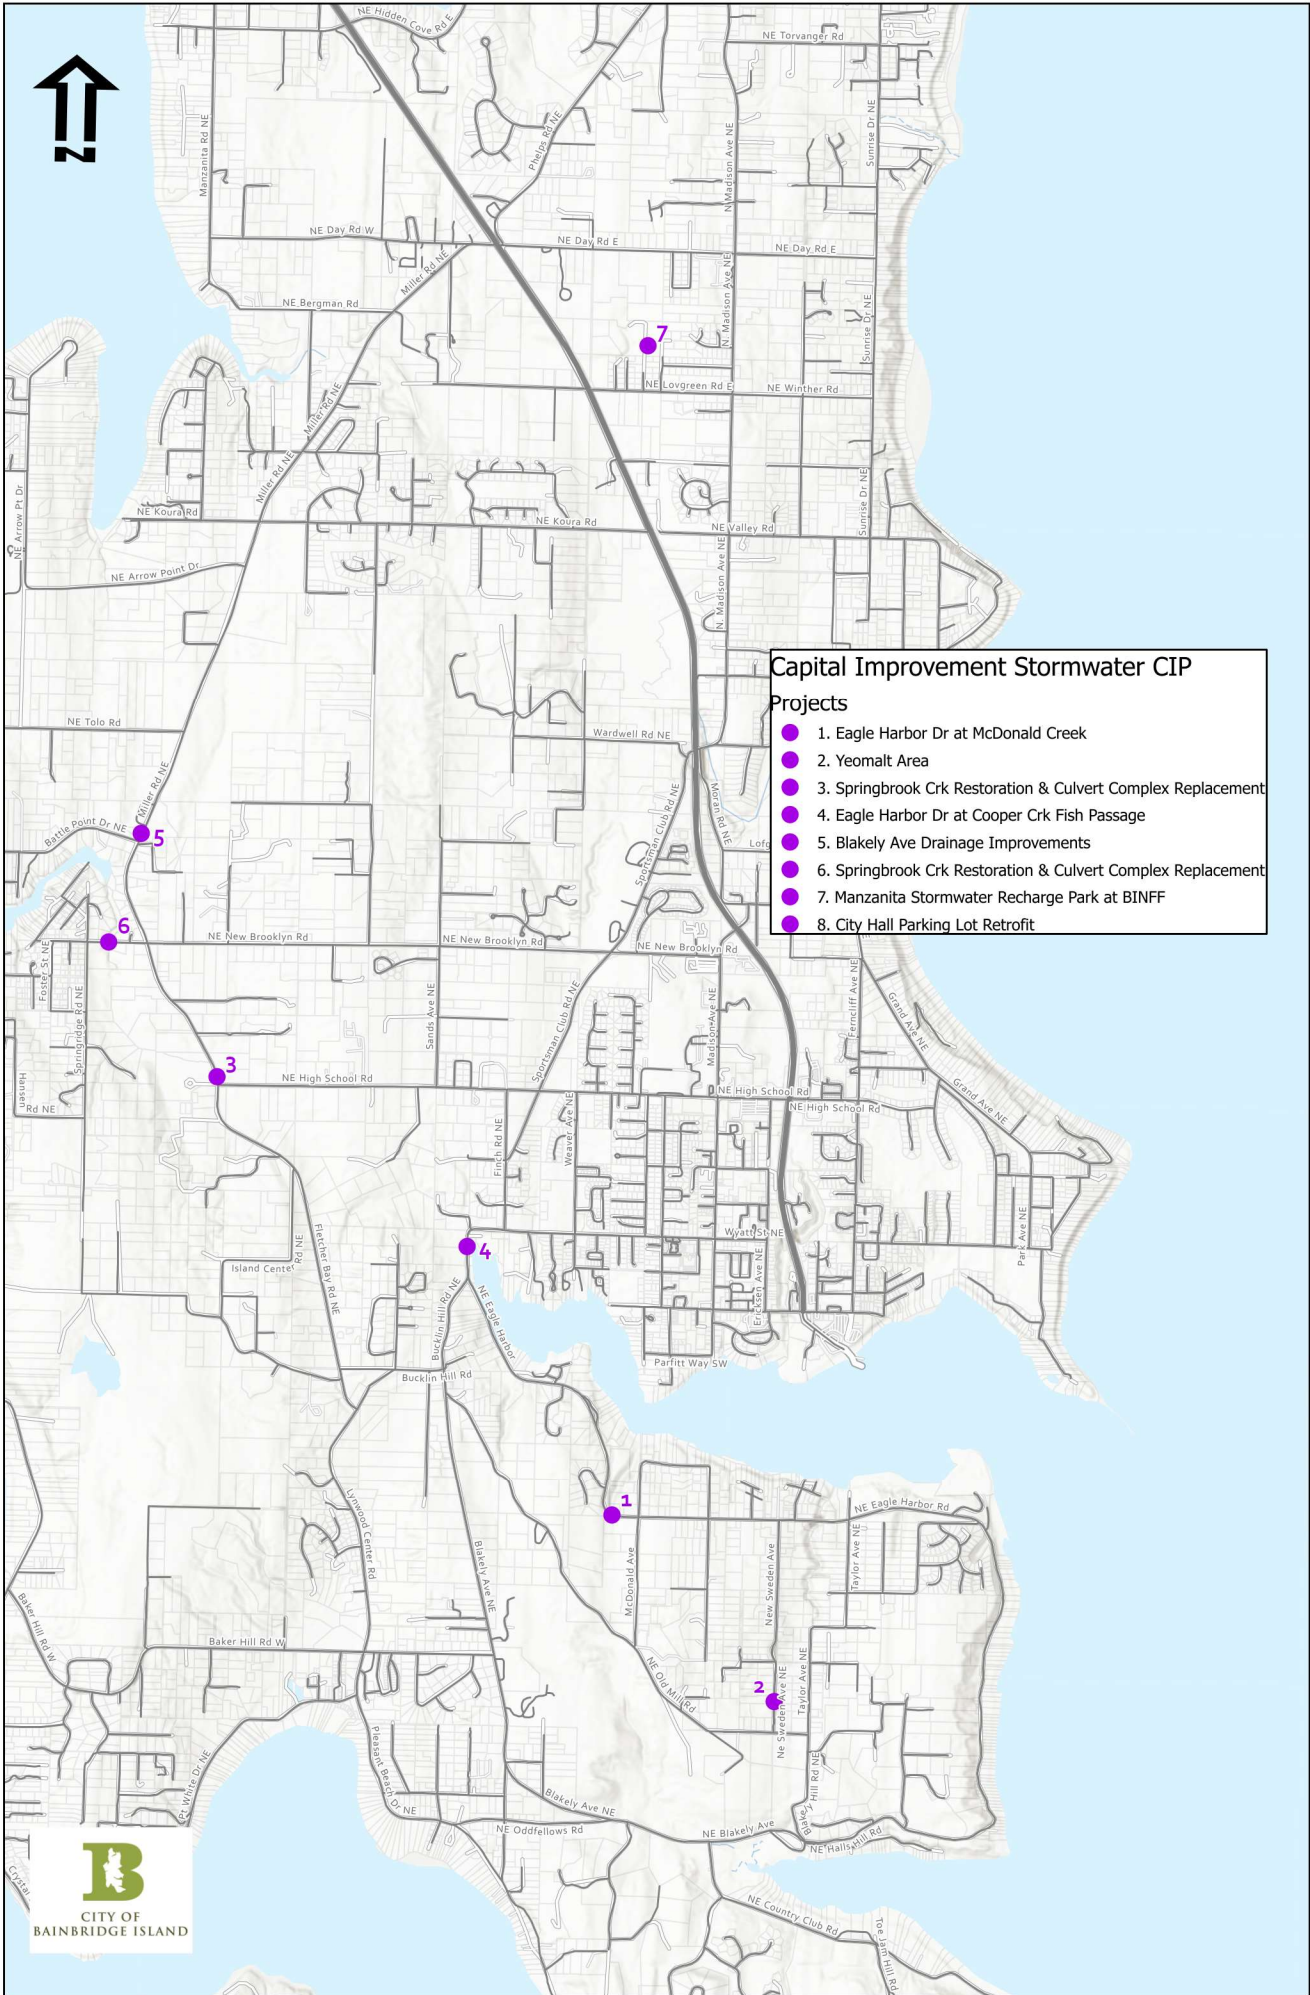 NE Hidden Cove Rd E
NE Torvanger Rd
N
Manzanita Rd NE
Phelps Rd NE
N Madison Ave NE
Sunrise Dr NE
NE Day Rd W
NE Day Rd E
NE Day Rd E
Miller Rd NE
N. Madison Ave NE
NE Bergman Rd
Sunrise Dr NE
7
NE Lovgreen Rd E
NE Winther Rd
Miller Rd NE
Miller Rd NE
Sunrise Dr NE
NE Arrow Pt Dr
NE Koura Rd
NE Koura Rd
NE Valley Rd
NE Arrow Point Dr
N. Madison Ave NE
Capital Improvement Stormwater CIP
Projects
1. Eagle Harbor Dr at McDonald Creek
2. Yeomalt Area
3. Springbrook Crk Restoration & Culvert Complex Replacement
4. Eagle Harbor Dr at Cooper Crk Fish Passage
5. Blakely Ave Drainage Improvements
6. Springbrook Crk Restoration & Culvert Complex Replacement
7. Manzanita Stormwater Recharge Park at BINFF
8. City Hall Parking Lot Retrofit
NE Tolo Rd
Wardwell Rd NE
Miller Rd NE
Moran Rd NE
Sportsman Club Rd NE
Battle Point Dr NE
5
Lofg
6
NE New Brooklyn Rd
NE New Brooklyn Rd
NE New Brooklyn Rd
Foster St NE
Springridge Rd NE
Sands Ave NE
Sportsman Club Rd NE
Madison Ave NE
Ferncliff Ave NE
Grand Ave NE
3
NE High School Rd
NE High School Rd
NE High School Rd
Grand Ave NE
Hansen
Rd NE
Finch Rd NE
Weaver Ave NE
Wyatt St NE
Park Ave NE
4
Island Center
Rd NE
Fletcher Bay Rd NE
Bucklin Hill Rd NE
NE Eagle Harbor
Ericksen Ave NE
Parfitt Way SW
Bucklin Hill Rd
1
NE Eagle Harbor Rd
Lynwood Center Rd
Blakely Ave NE
McDonald Ave
New Sweden Ave
Taylor Ave NE
Baker Hill Rd W
Baker Hill Rd W
NE Old Mill Rd
2
Ne Sweden Ave NE
Taylor Ave NE
Pt White Dr NE
Pleasant Beach Dr NE
Blakely Ave NE
Blakely Hill Rd NE
NE Oddfellows Rd
NE Blakely Ave
NE Halls Hill Rd
Crystal
B
CITY OF
BAINBRIDGE ISLAND
NE Country Club Rd
Toe Jam Hill Rd